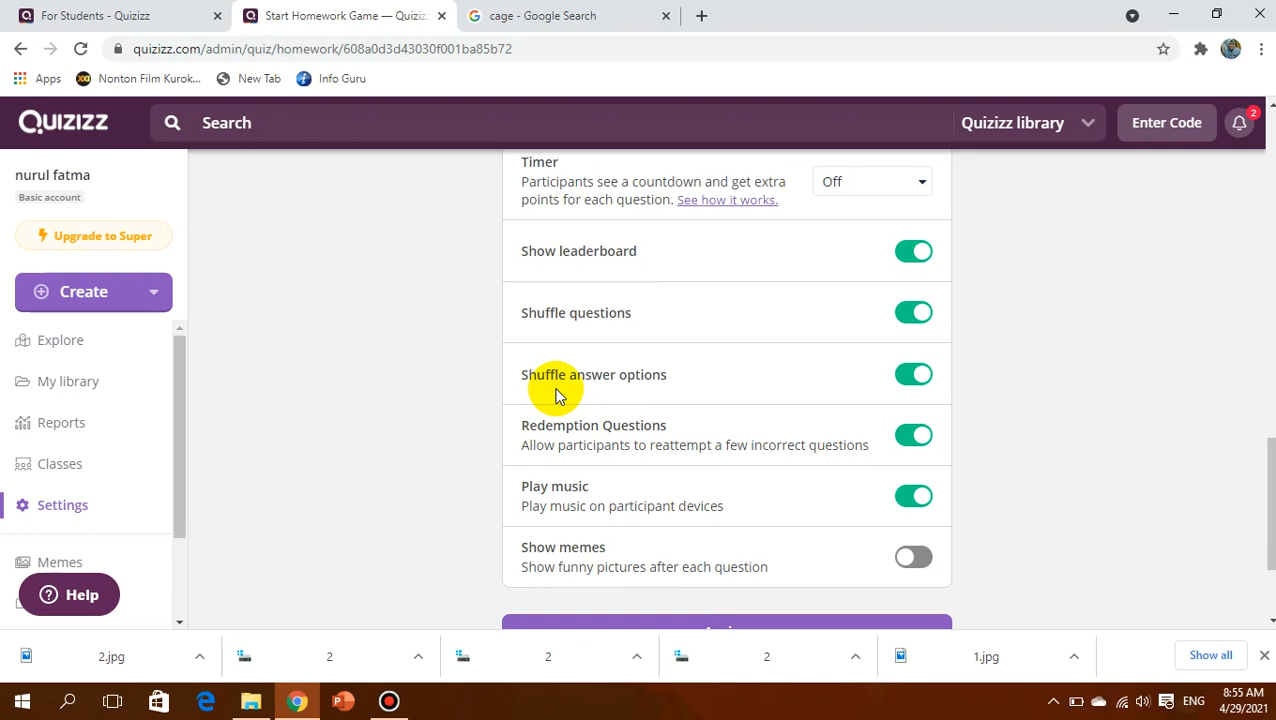 For Students - Quizizz
Start Homework Game — Quiziz
cage - Google Search
quizizz.com/admin/quiz/homework/608a0d3d43030f001ba85b72
Apps
Nonton Film Kurok...
New Tab
Info Guru
QUIZIZZ
Search
Quizizz library
Enter Code
2
nurul fatma
Basic account
Upgrade to Super
Create
Explore
My library
Reports
Classes
Settings
Memes
Help
Timer
Participants see a countdown and get extra
points for each question. See how it works.
Off
Show leaderboard
Shuffle questions
Shuffle answer options
Redemption Questions
Allow participants to reattempt a few incorrect questions
Play music
Play music on participant devices
Show memes
Show funny pictures after each question
2.jpg
2
2
2
1.jpg
Show all
ENG
8:55 AM
4/29/2021